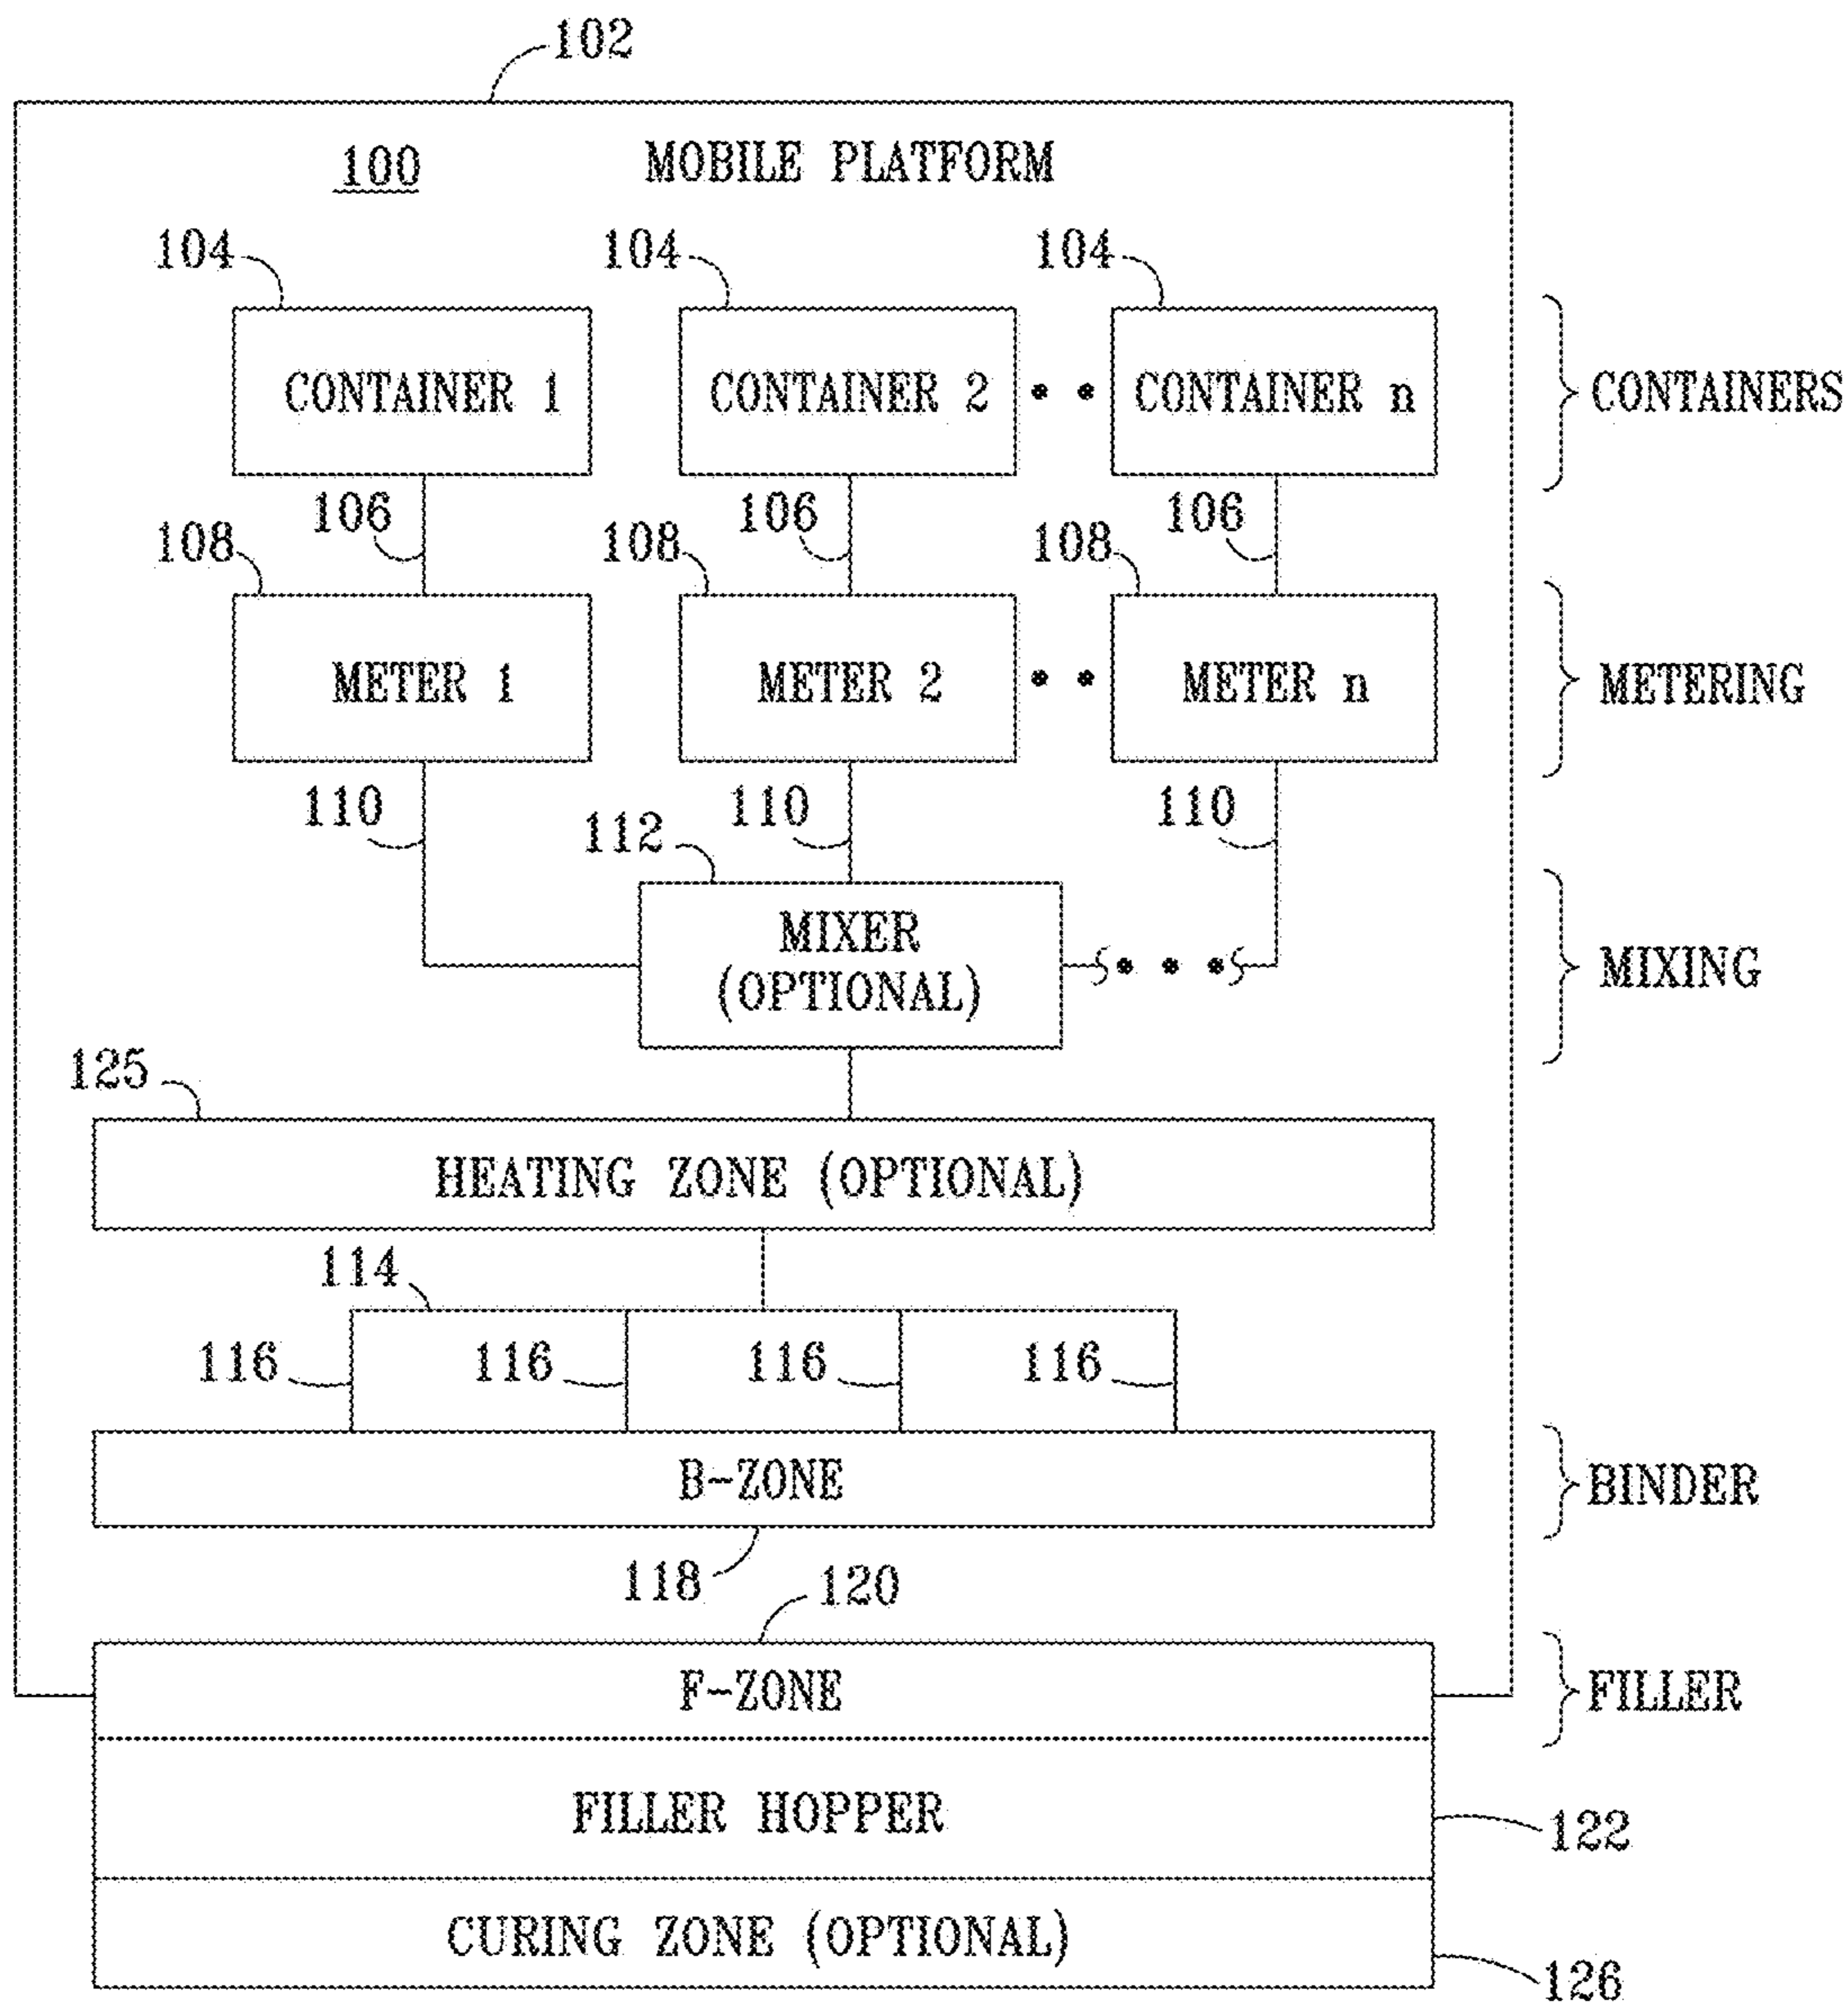 102
100 MOBILE PLATFORM
104 104 104
CONTAINER 1 CONTAINER 2 •• CONTAINER n CONTAINERS
106 106 106
108 108 108
METER 1 METER 2 •• METER n METERING
110 110 110
112
MIXER
(OPTIONAL) ••• MIXING
125
HEATING ZONE (OPTIONAL)
114
116 116 116 116
B-ZONE BINDER
118
120
F-ZONE FILLER
FILLER HOPPER
122
CURING ZONE (OPTIONAL)
126